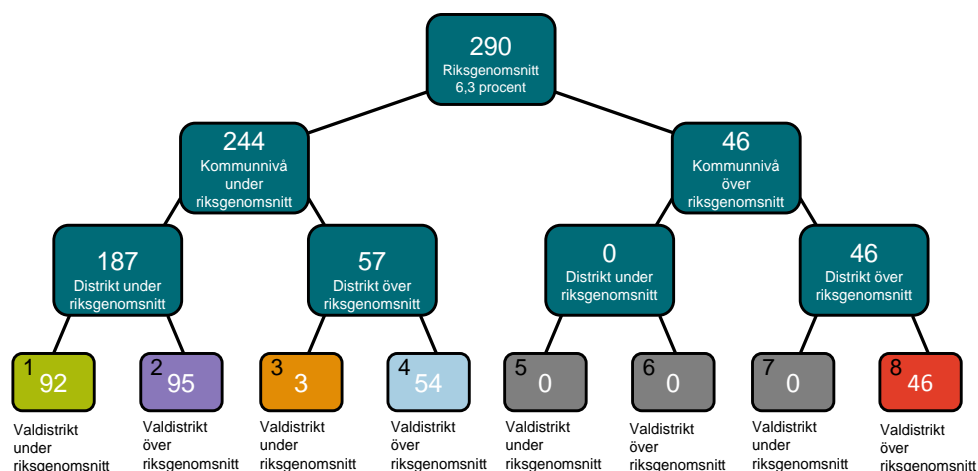 290
Riksgenomsnitt
6,3 procent
244
Kommunnivå
under
riksgenomsnitt
46
Kommunnivå
över
riksgenomsnitt
187
Distrikt under
riksgenomsnitt
57
Distrikt över
riksgenomsnitt
0
Distrikt under
riksgenomsnitt
46
Distrikt över
riksgenomsnitt
1
92
2
95
3
3
4
54
5
0
6
0
7
0
8
46
Valdistrikt
under
riksgenomsnitt
Valdistrikt
över
riksgenomsnitt
Valdistrikt
under
riksgenomsnitt
Valdistrikt
över
riksgenomsnitt
Valdistrikt
under
riksgenomsnitt
Valdistrikt
över
riksgenomsnitt
Valdistrikt
under
riksgenomsnitt
Valdistrikt
över
riksgenomsnitt